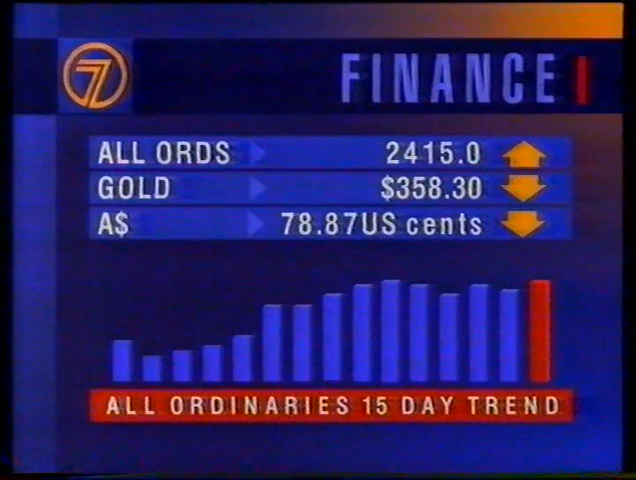 7
FINANCE
ALL ORDS 2415.0
GOLD $358.30
A$ 78.87US cents
ALL ORDINARIES 15 DAY TREND